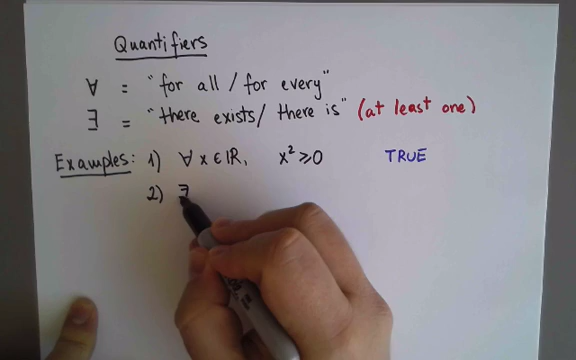 Quantifiers
∀ = "for all / for every"
∃ = "there exists/ there is" (at least one)
Examples: 1) ∀ x ∈ ℝ, x² ⩾ 0 TRUE
2) ∃